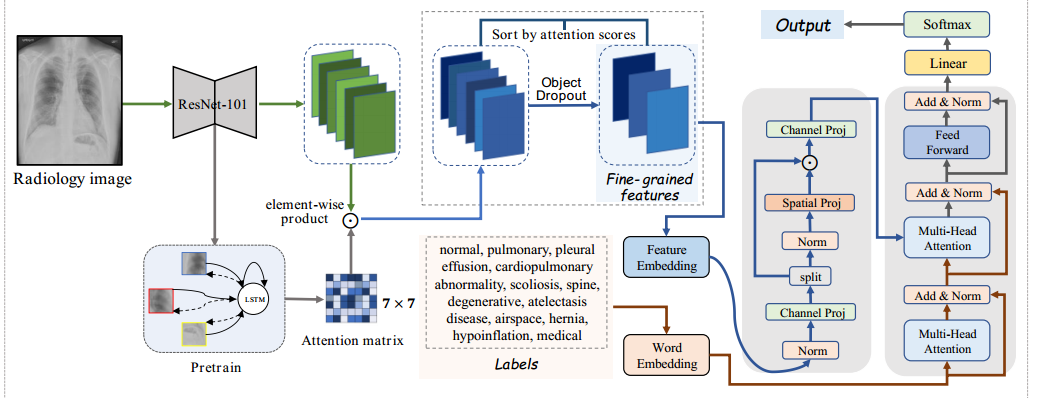 Radiology image
ResNet-101
element-wise
product
Pretrain
LSTM
Attention matrix
7 × 7
Sort by attention scores
Object
Dropout
Fine-grained
features
normal, pulmonary, pleural
effusion, cardiopulmonary
abnormality, scoliosis, spine,
degenerative, atelectasis
disease, airspace, hernia,
hypoinflation, medical
Labels
Feature
Embedding
Word
Embedding
Channel Proj
Spatial Proj
Norm
split
Channel Proj
Norm
Output
Softmax
Linear
Add & Norm
Feed
Forward
Add & Norm
Multi-Head
Attention
Add & Norm
Multi-Head
Attention